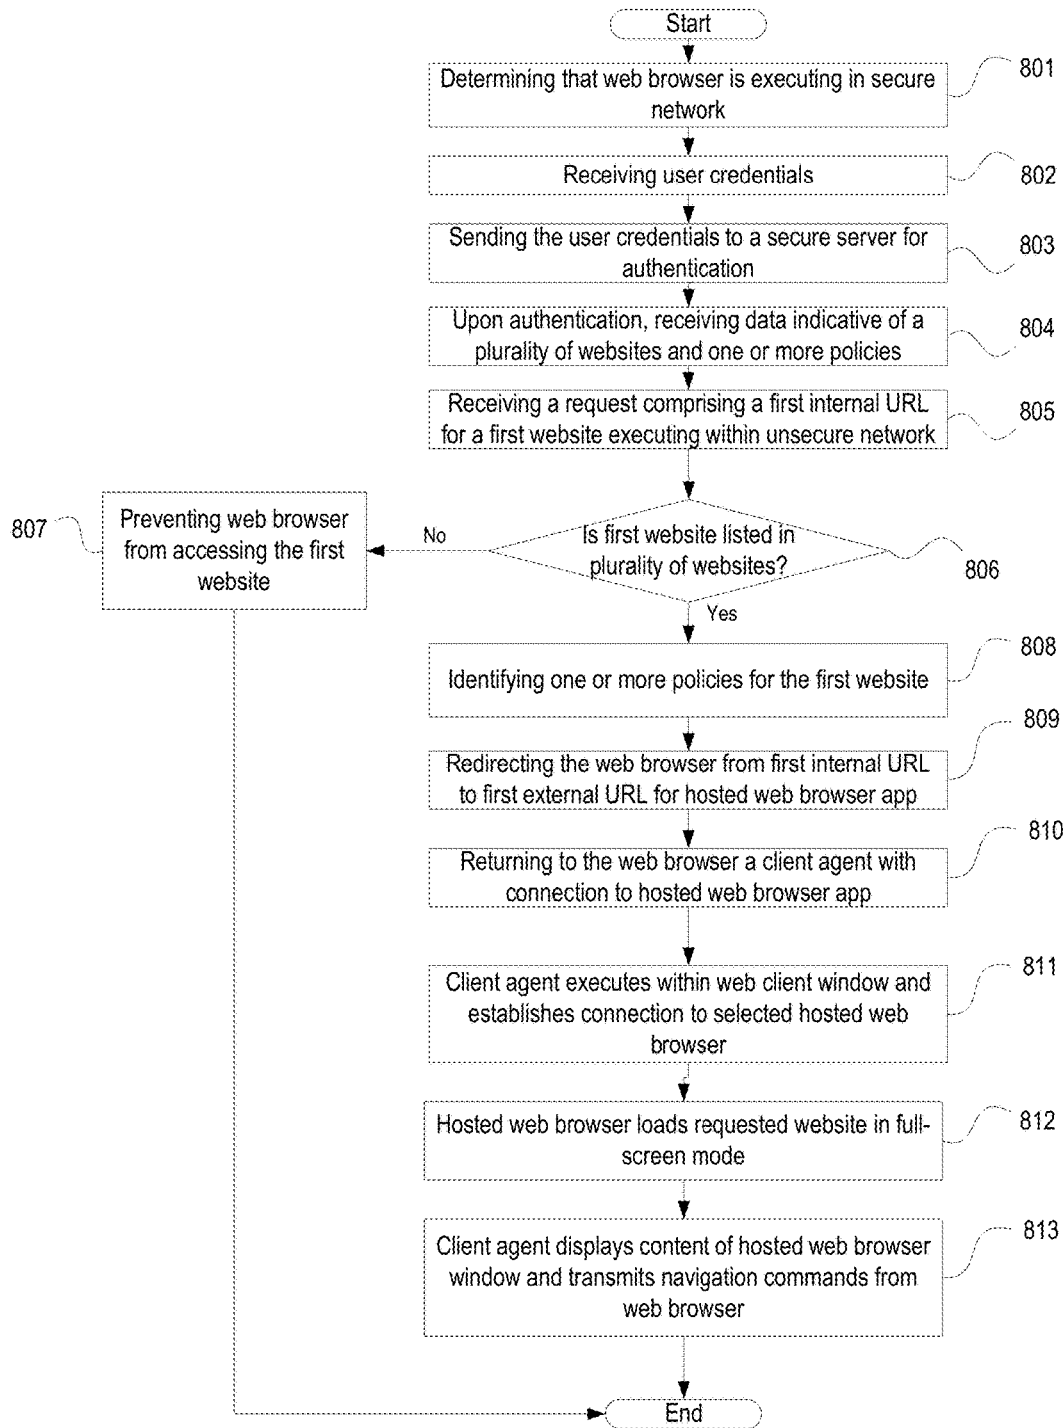 Start
Determining that web browser is executing in secure
network
801
Receiving user credentials
802
Sending the user credentials to a secure server for
authentication
803
Upon authentication, receiving data indicative of a
plurality of websites and one or more policies
804
Receiving a request comprising a first internal URL
for a first website executing within unsecure network
805
Is first website listed in
plurality of websites?
806
No
Preventing web browser
from accessing the first
website
807
Yes
Identifying one or more policies for the first website
808
Redirecting the web browser from first internal URL
to first external URL for hosted web browser app
809
Returning to the web browser a client agent with
connection to hosted web browser app
810
Client agent executes within web client window and
establishes connection to selected hosted web
browser
811
Hosted web browser loads requested website in full-
screen mode
812
Client agent displays content of hosted web browser
window and transmits navigation commands from
web browser
813
End